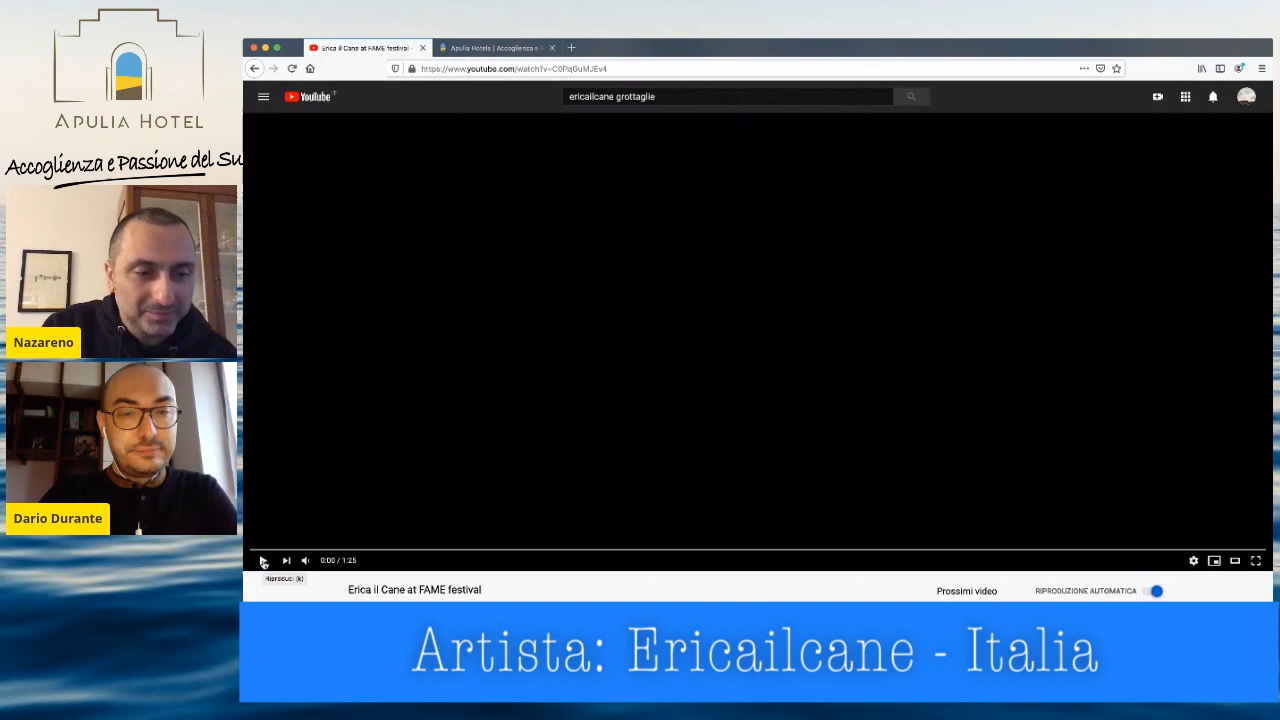 APULIA HOTEL
Accoglienza e Passione del Su
Nazareno
Dario Durante
Erica il Cane at FAME festival -
Apulia Hotels | Accoglienza e
https://www.youtube.com/watch?v=C0PqGuMJEv4
YouTube
IT
ericailcane grottaglie
0:00 / 1:25
Riproduci (k)
Erica il Cane at FAME festival
Prossimi video
RIPRODUZIONE AUTOMATICA
Artista: Ericailcane - Italia